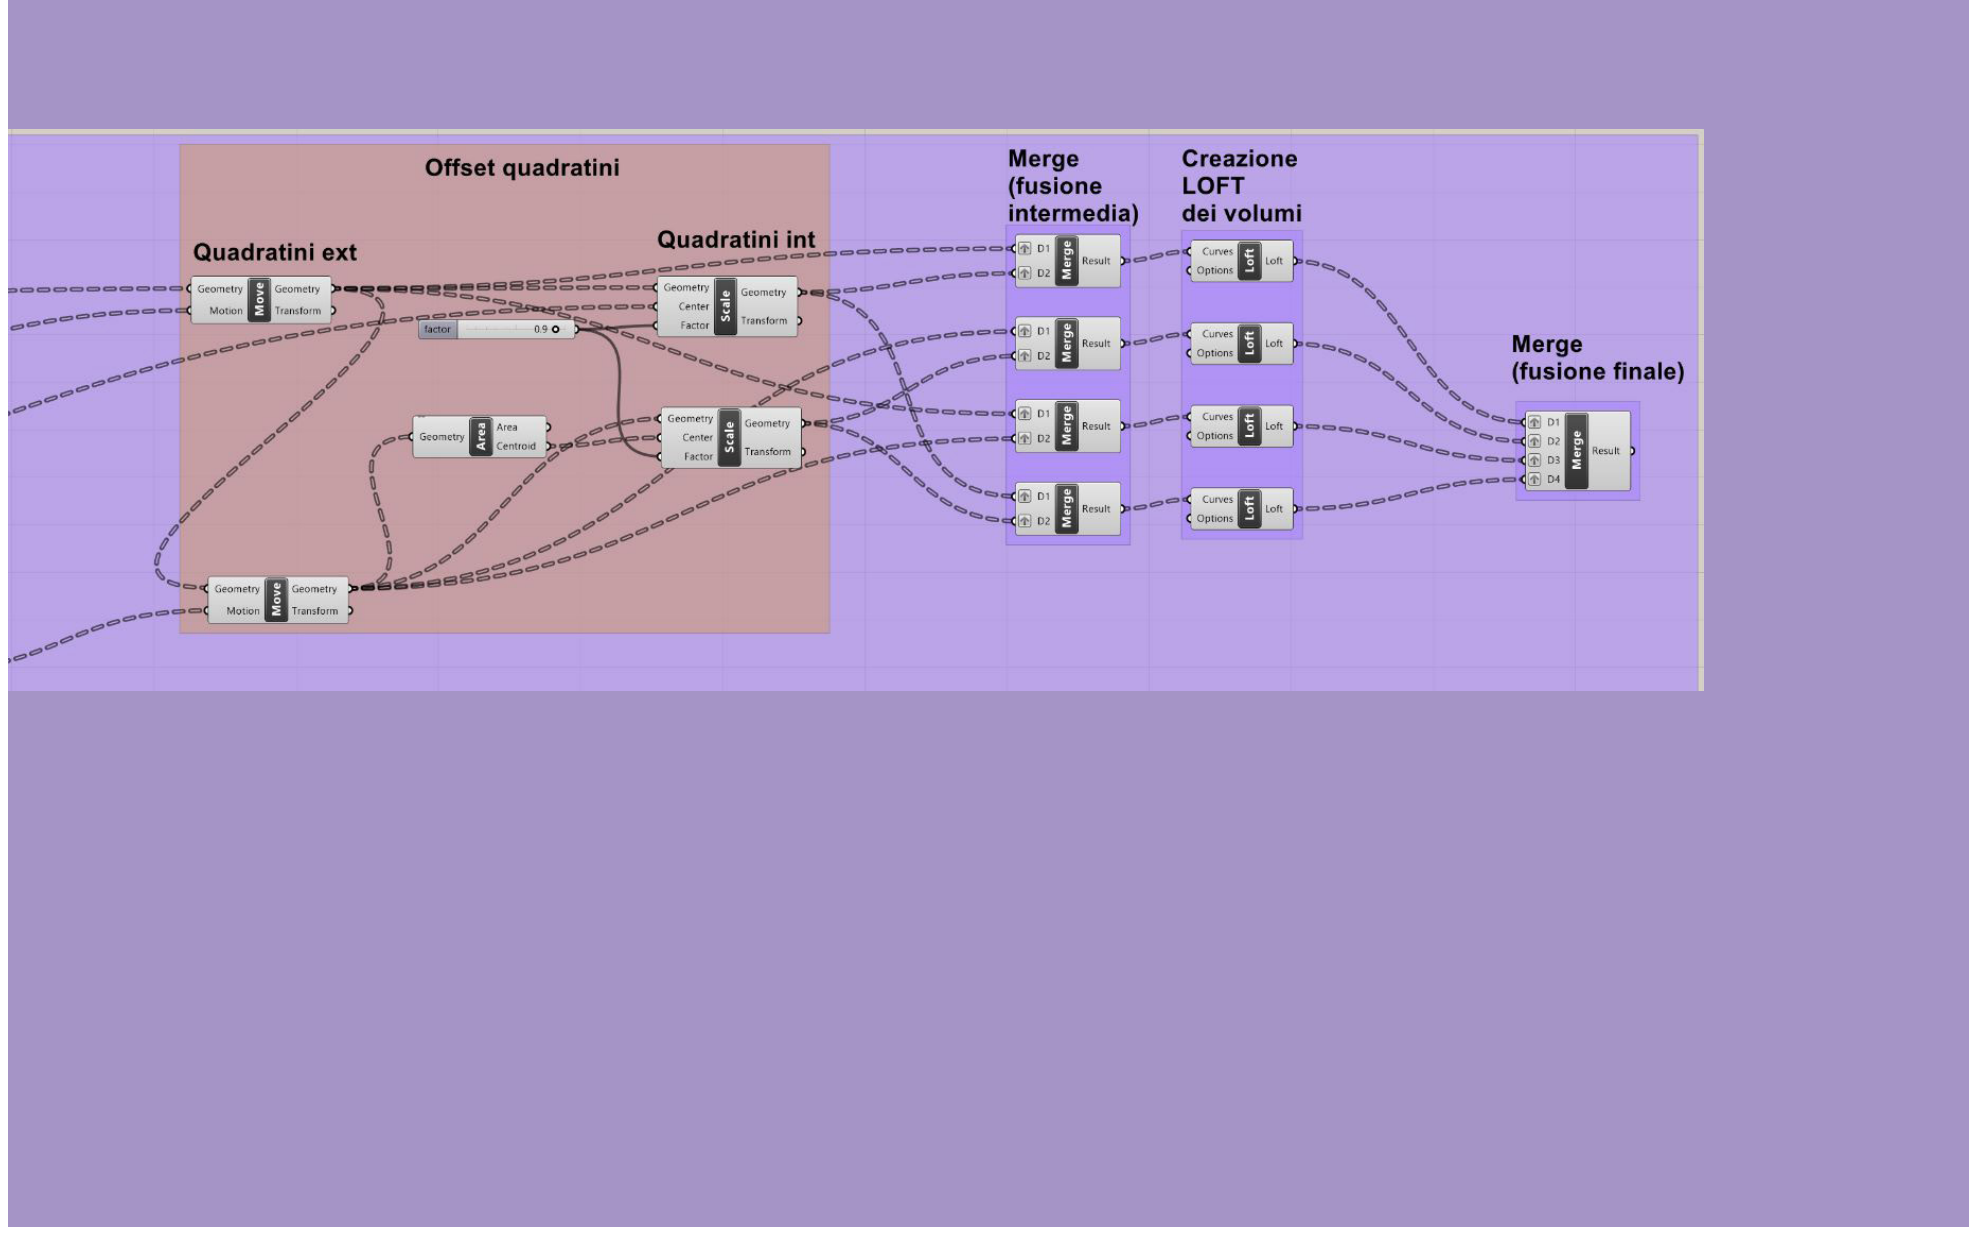 Offset quadratini
Quadratini ext
Quadratini int
Merge
(fusione
intermedia)
Creazione
LOFT
dei volumi
Merge
(fusione finale)
Geometry
Motion
Move
Geometry
Transform
factor
0.9
Geometry
Center
Factor
Scale
Geometry
Transform
Geometry
Area
Area
Centroid
Geometry
Center
Factor
Scale
Geometry
Transform
Geometry
Motion
Move
Geometry
Transform
D1
D2
Merge
Result
D1
D2
Merge
Result
D1
D2
Merge
Result
D1
D2
Merge
Result
Curves
Options
Loft
Loft
Curves
Options
Loft
Loft
Curves
Options
Loft
Loft
Curves
Options
Loft
Loft
D1
D2
D3
D4
Merge
Result